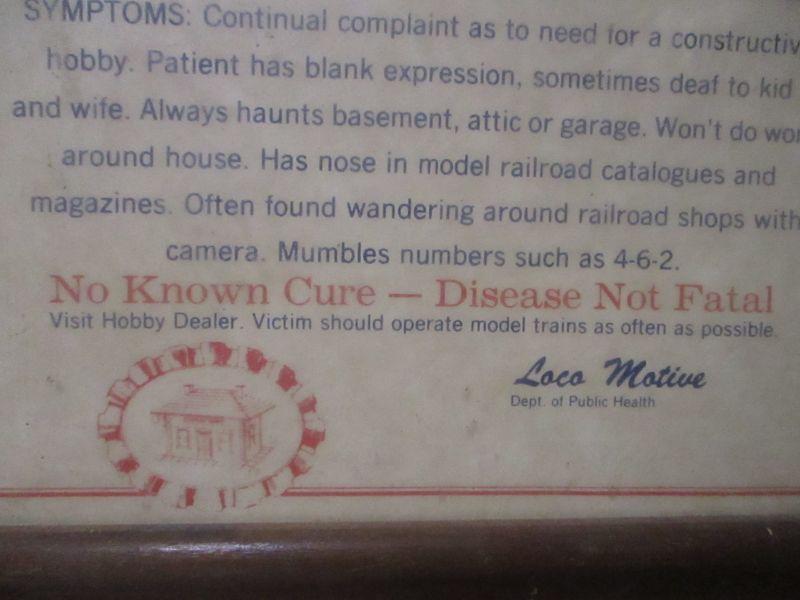 SYMPTOMS: Continual complaint as to need for a constructiv
hobby. Patient has blank expression, sometimes deaf to kid
and wife. Always haunts basement, attic or garage. Won't do wor
around house. Has nose in model railroad catalogues and
magazines. Often found wandering around railroad shops with
camera. Mumbles numbers such as 4-6-2.
No Known Cure — Disease Not Fatal
Visit Hobby Dealer. Victim should operate model trains as often as possible.
Loco Motive
Dept. of Public Health